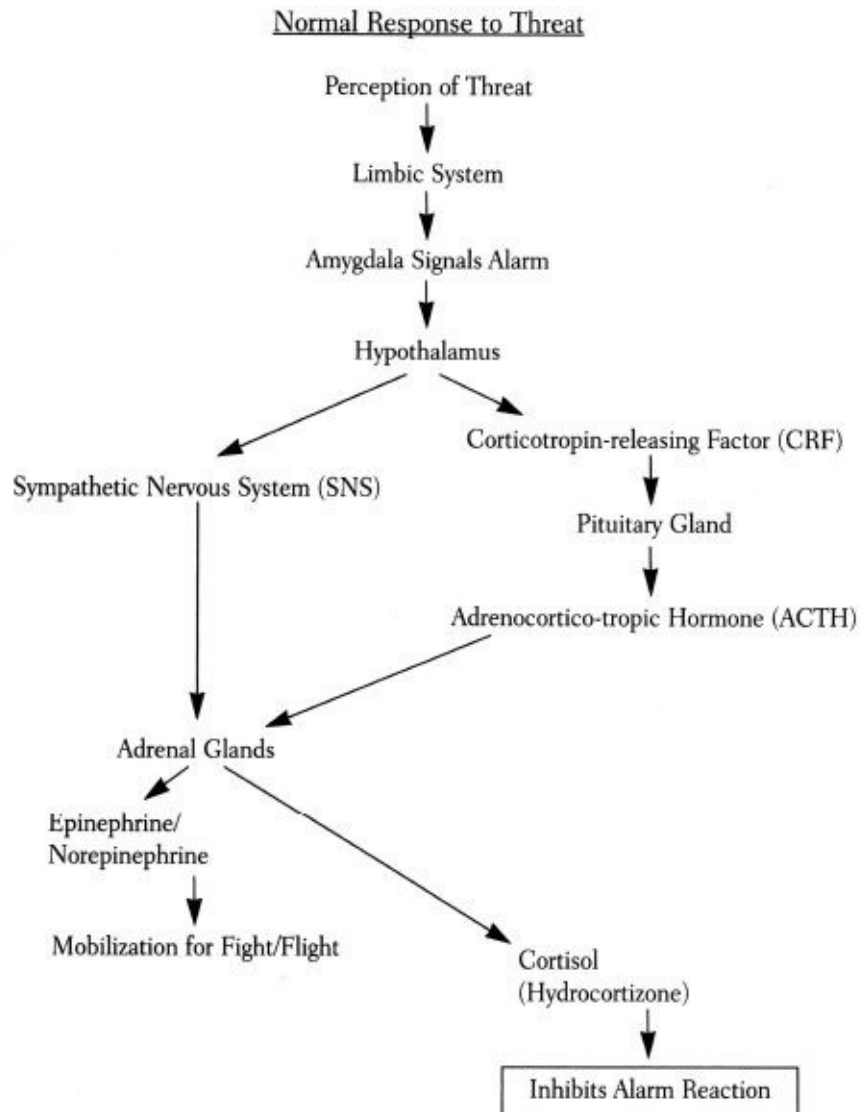 Normal Response to Threat
Perception of Threat
Limbic System
Amygdala Signals Alarm
Hypothalamus
Corticotropin-releasing Factor (CRF)
Sympathetic Nervous System (SNS)
Pituitary Gland
Adrenocortico-tropic Hormone (ACTH)
Adrenal Glands
Epinephrine/
Norepinephrine
Mobilization for Fight/Flight
Cortisol
(Hydrocortizone)
Inhibits Alarm Reaction